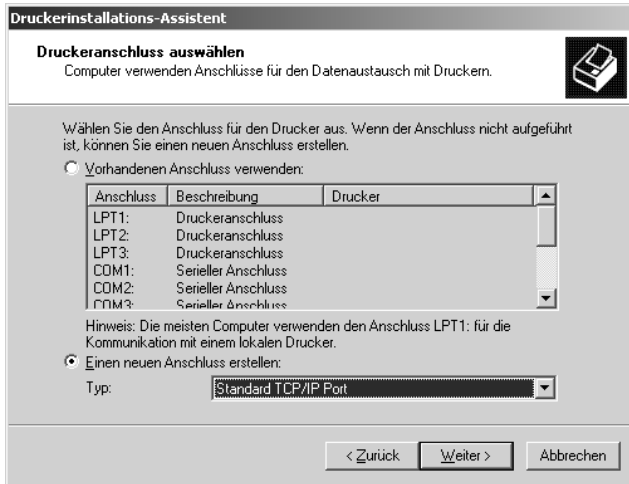 Druckerinstallations-Assistent
Druckeranschluss auswählen
Computer verwenden Anschlüsse für den Datenaustausch mit Druckern.
Wählen Sie den Anschluss für den Drucker aus. Wenn der Anschluss nicht aufgeführt
ist, können Sie einen neuen Anschluss erstellen.
Vorhandenen Anschluss verwenden:
Anschluss Beschreibung Drucker
LPT1: Druckeranschluss
LPT2: Druckeranschluss
LPT3: Druckeranschluss
COM1: Serieller Anschluss
COM2: Serieller Anschluss
COM3: Serieller Anschluss
Hinweis: Die meisten Computer verwenden den Anschluss LPT1: für die
Kommunikation mit einem lokalen Drucker.
Einen neuen Anschluss erstellen:
Typ: Standard TCP/IP Port
< Zurück Weiter > Abbrechen